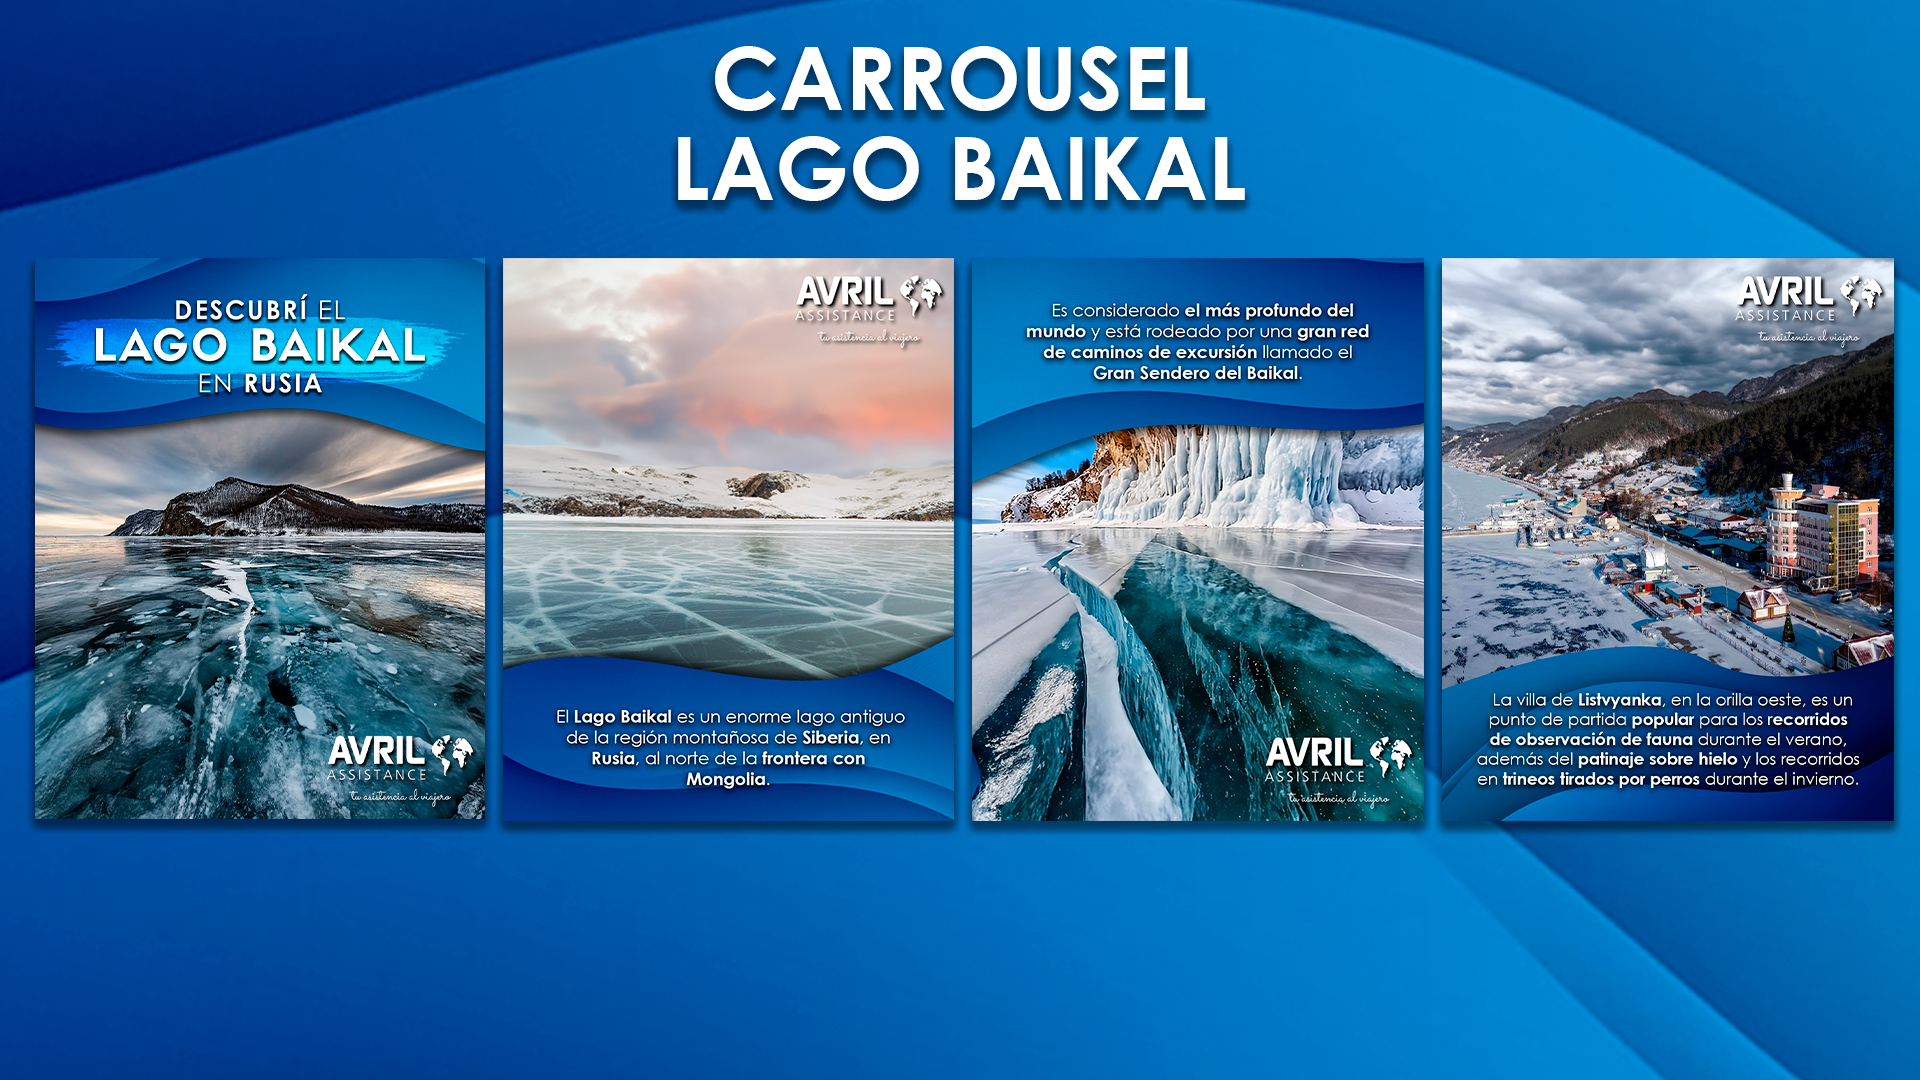 CARROUSEL
LAGO BAIKAL
DESCUBRÍ EL
LAGO BAIKAL
EN RUSIA
AVRIL
ASSISTANCE
tu asistencia al viajero
AVRIL
ASSISTANCE
tu asistencia al viajero
El Lago Baikal es un enorme lago antiguo
de la región montañosa de Siberia, en
Rusia, al norte de la frontera con
Mongolia.
Es considerado el más profundo del
mundo y está rodeado por una gran red
de caminos de excursión llamado el
Gran Sendero del Baikal.
AVRIL
ASSISTANCE
tu asistencia al viajero
AVRIL
ASSISTANCE
tu asistencia al viajero
La villa de Listvyanka, en la orilla oeste, es un
punto de partida popular para los recorridos
de observación de fauna durante el verano,
además del patinaje sobre hielo y los recorridos
en trineos tirados por perros durante el invierno.